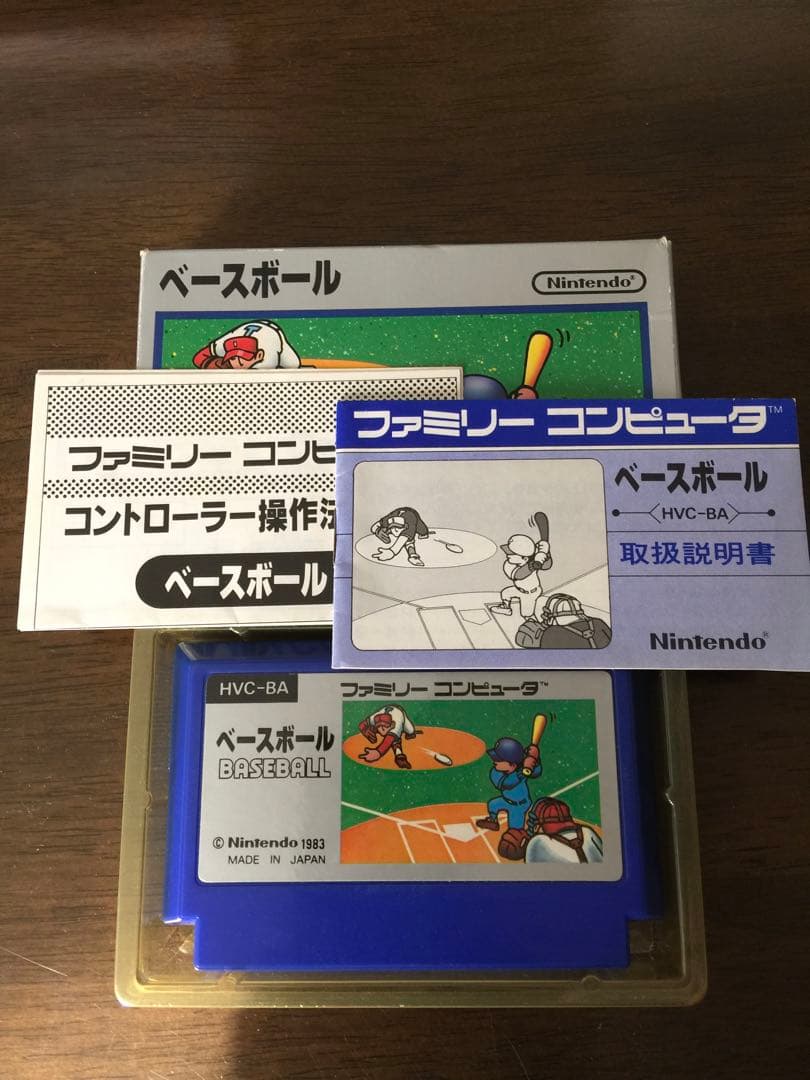 ベースボール
Nintendo®
ファミリー コンピ
コントローラー操作
ベースボール
ファミリー コンピュータ™
ベースボール
HVC-BA
取扱説明書
Nintendo®
HVC-BA
ファミリー コンピュータ™
ベースボール
BASEBALL
© Nintendo 1983
MADE IN JAPAN